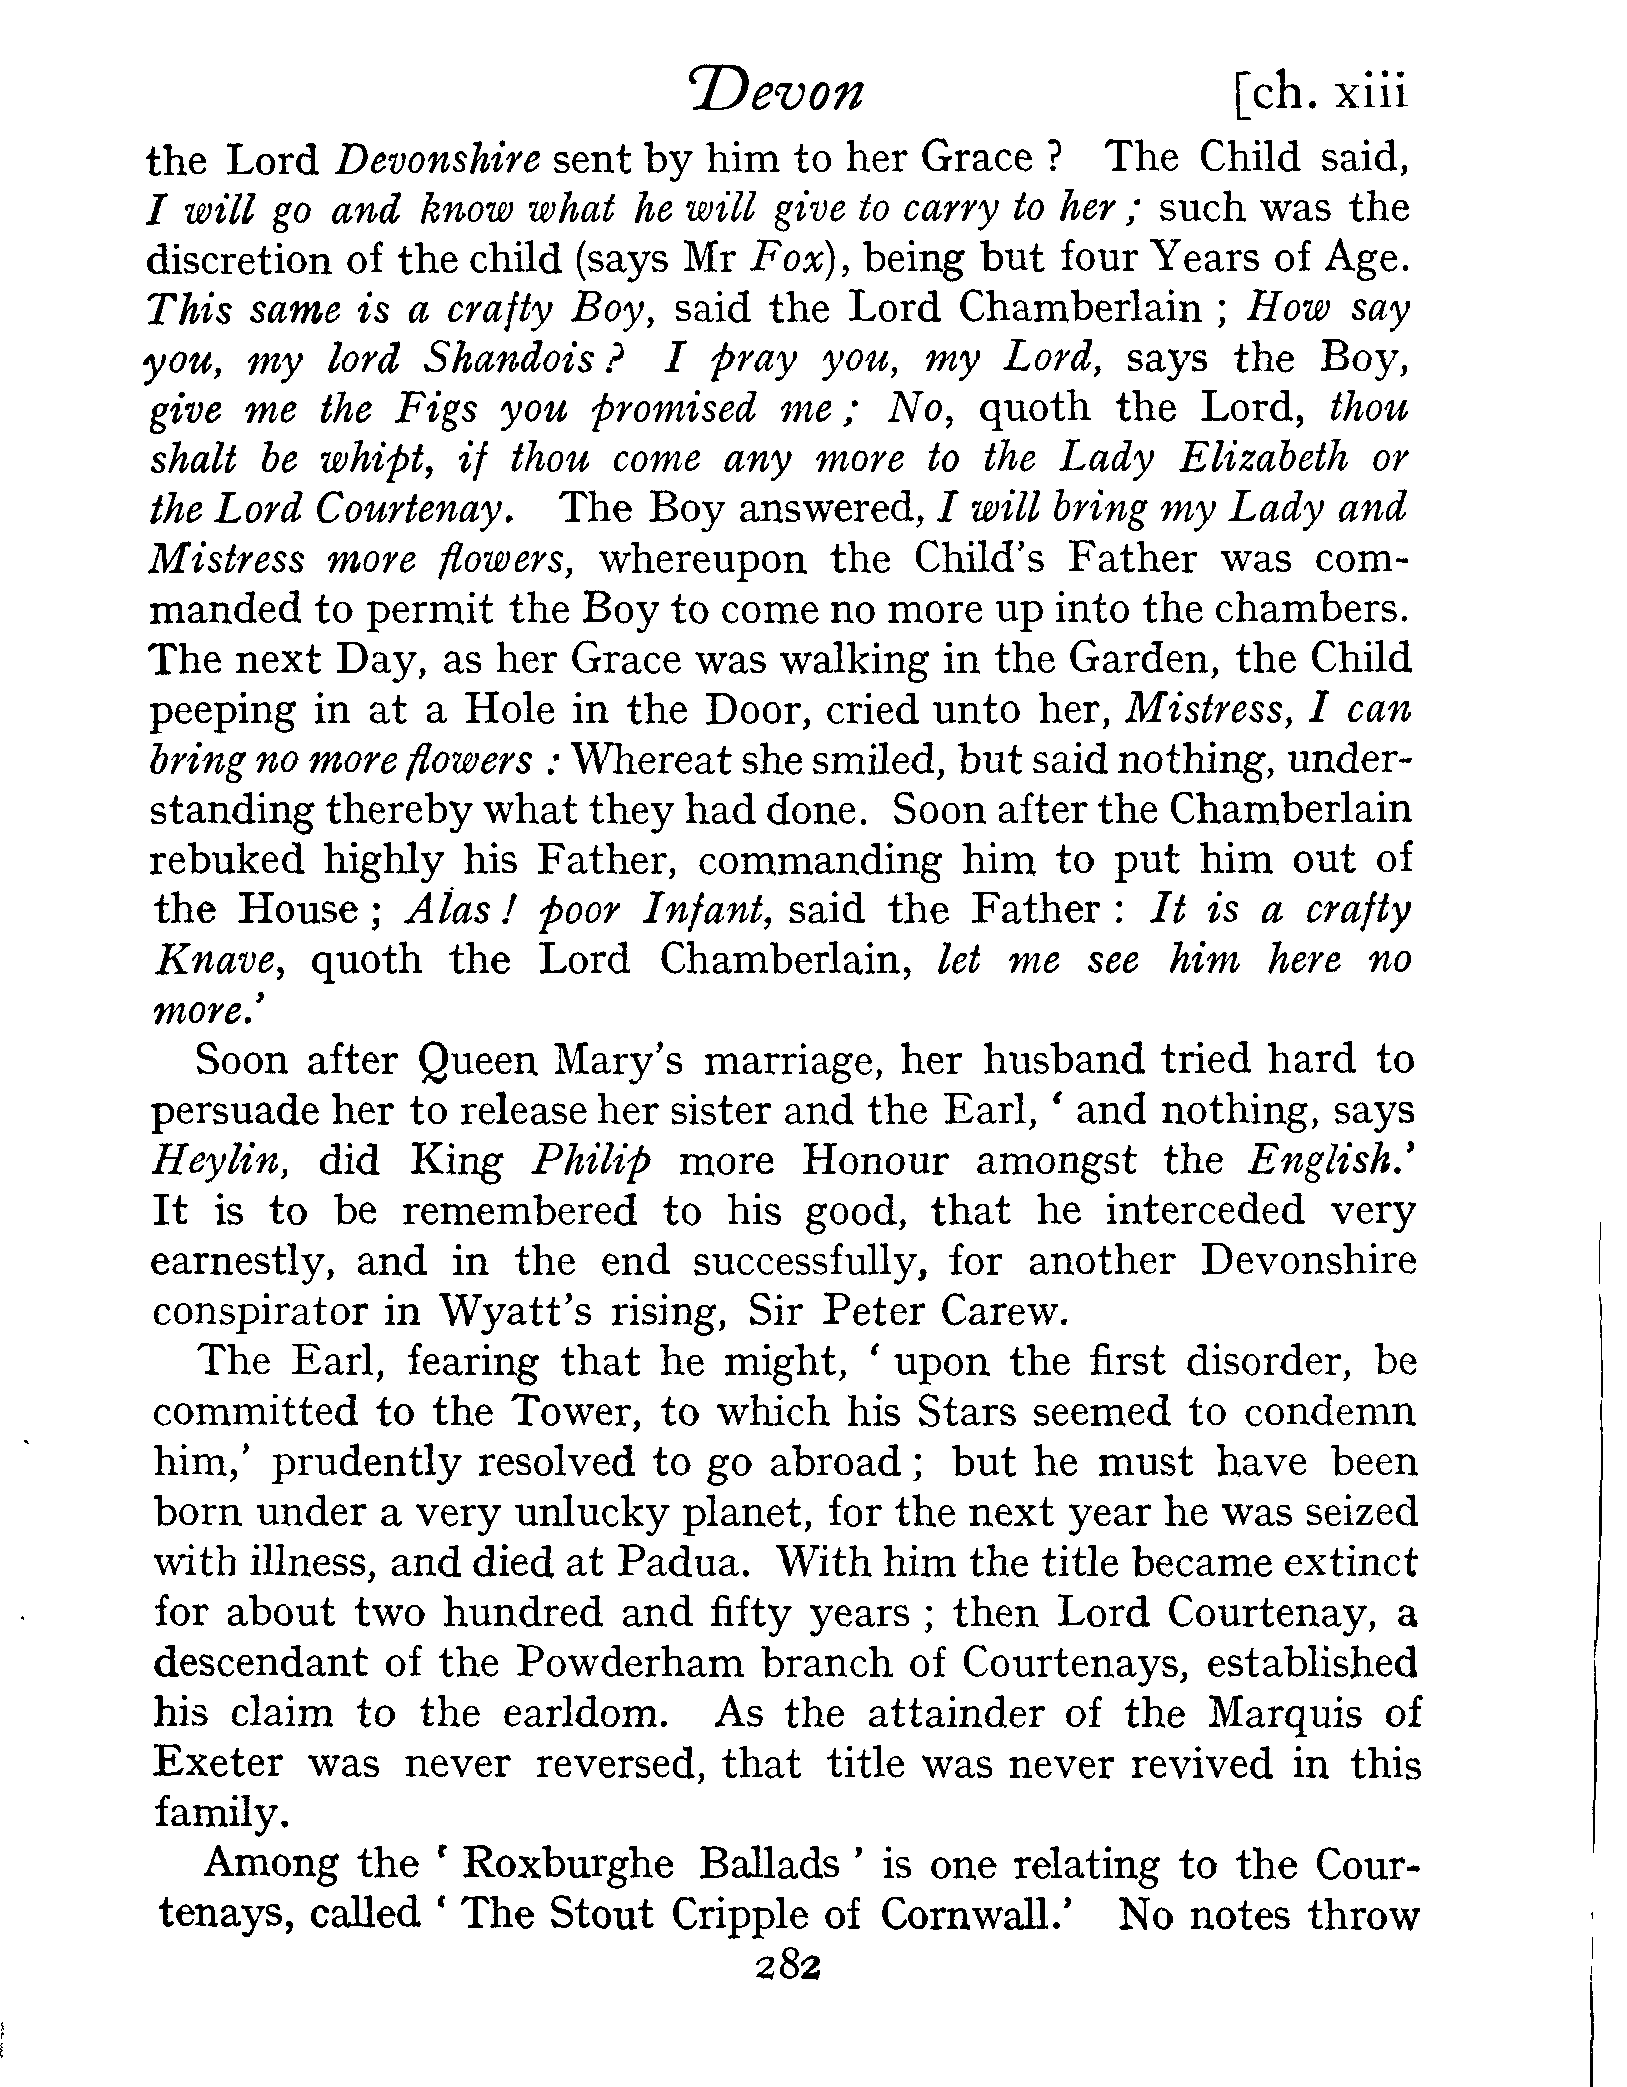 Devon [ch. xiii
the Lord Devonshire sent by him to her Grace ? The Child said,
I will go and know what he will give to carry to her ; such was the
discretion of the child (says Mr Fox), being but four Years of Age.
This same is a crafty Boy, said the Lord Chamberlain ; How say
you, my lord Shandois ? I pray you, my Lord, says the Boy,
give me the Figs you promised me ; No, quoth the Lord, thou
shalt be whipt, if thou come any more to the Lady Elizabeth or
the Lord Courtenay. The Boy answered, I will bring my Lady and
Mistress more flowers, whereupon the Child's Father was com-
manded to permit the Boy to come no more up into the chambers.
The next Day, as her Grace was walking in the Garden, the Child
peeping in at a Hole in the Door, cried unto her, Mistress, I can
bring no more flowers : Whereat she smiled, but said nothing, under-
standing thereby what they had done. Soon after the Chamberlain
rebuked highly his Father, commanding him to put him out of
the House ; Alas ! poor Infant, said the Father : It is a crafty
Knave, quoth the Lord Chamberlain, let me see him here no
more.'
Soon after Queen Mary's marriage, her husband tried hard to
persuade her to release her sister and the Earl, ' and nothing, says
Heylin, did King Philip more Honour amongst the English.'
It is to be remembered to his good, that he interceded very
earnestly, and in the end successfully, for another Devonshire
conspirator in Wyatt's rising, Sir Peter Carew.
The Earl, fearing that he might, ' upon the first disorder, be
committed to the Tower, to which his Stars seemed to condemn
him,' prudently resolved to go abroad ; but he must have been
born under a very unlucky planet, for the next year he was seized
with illness, and died at Padua. With him the title became extinct
for about two hundred and fifty years ; then Lord Courtenay, a
descendant of the Powderham branch of Courtenays, established
his claim to the earldom. As the attainder of the Marquis of
Exeter was never reversed, that title was never revived in this
family.
Among the ' Roxburghe Ballads ' is one relating to the Cour-
tenays, called ' The Stout Cripple of Cornwall.' No notes throw
282